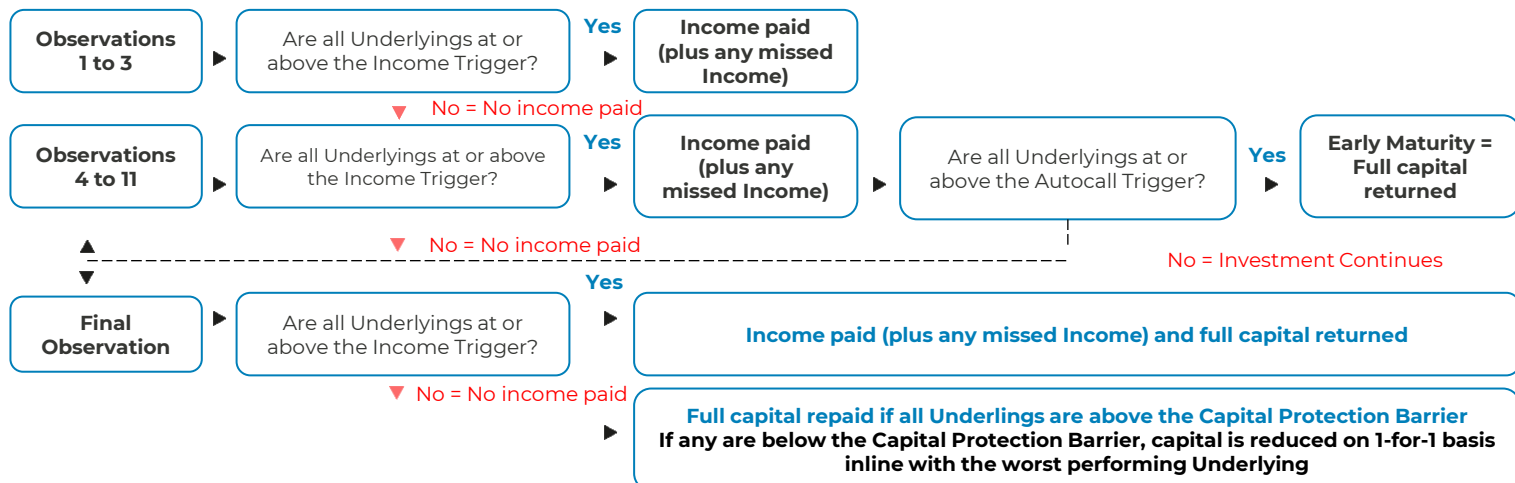 Observations
1 to 3
Are all Underlyings at or
above the Income Trigger?
Yes
Income paid
(plus any missed
Income)
No = No income paid
Observations
4 to 11
Are all Underlyings at or above
the Income Trigger?
Yes
Income paid
(plus any
missed Income)
Are all Underlyings at or
above the Autocall Trigger?
Yes
Early Maturity =
Full capital
returned
No = No income paid
No = Investment Continues
Final
Observation
Are all Underlyings at or
above the Income Trigger?
Yes
Income paid (plus any missed Income) and full capital returned
No = No income paid
Full capital repaid if all Underlings are above the Capital Protection Barrier
If any are below the Capital Protection Barrier, capital is reduced on 1-for-1 basis
inline with the worst performing Underlying